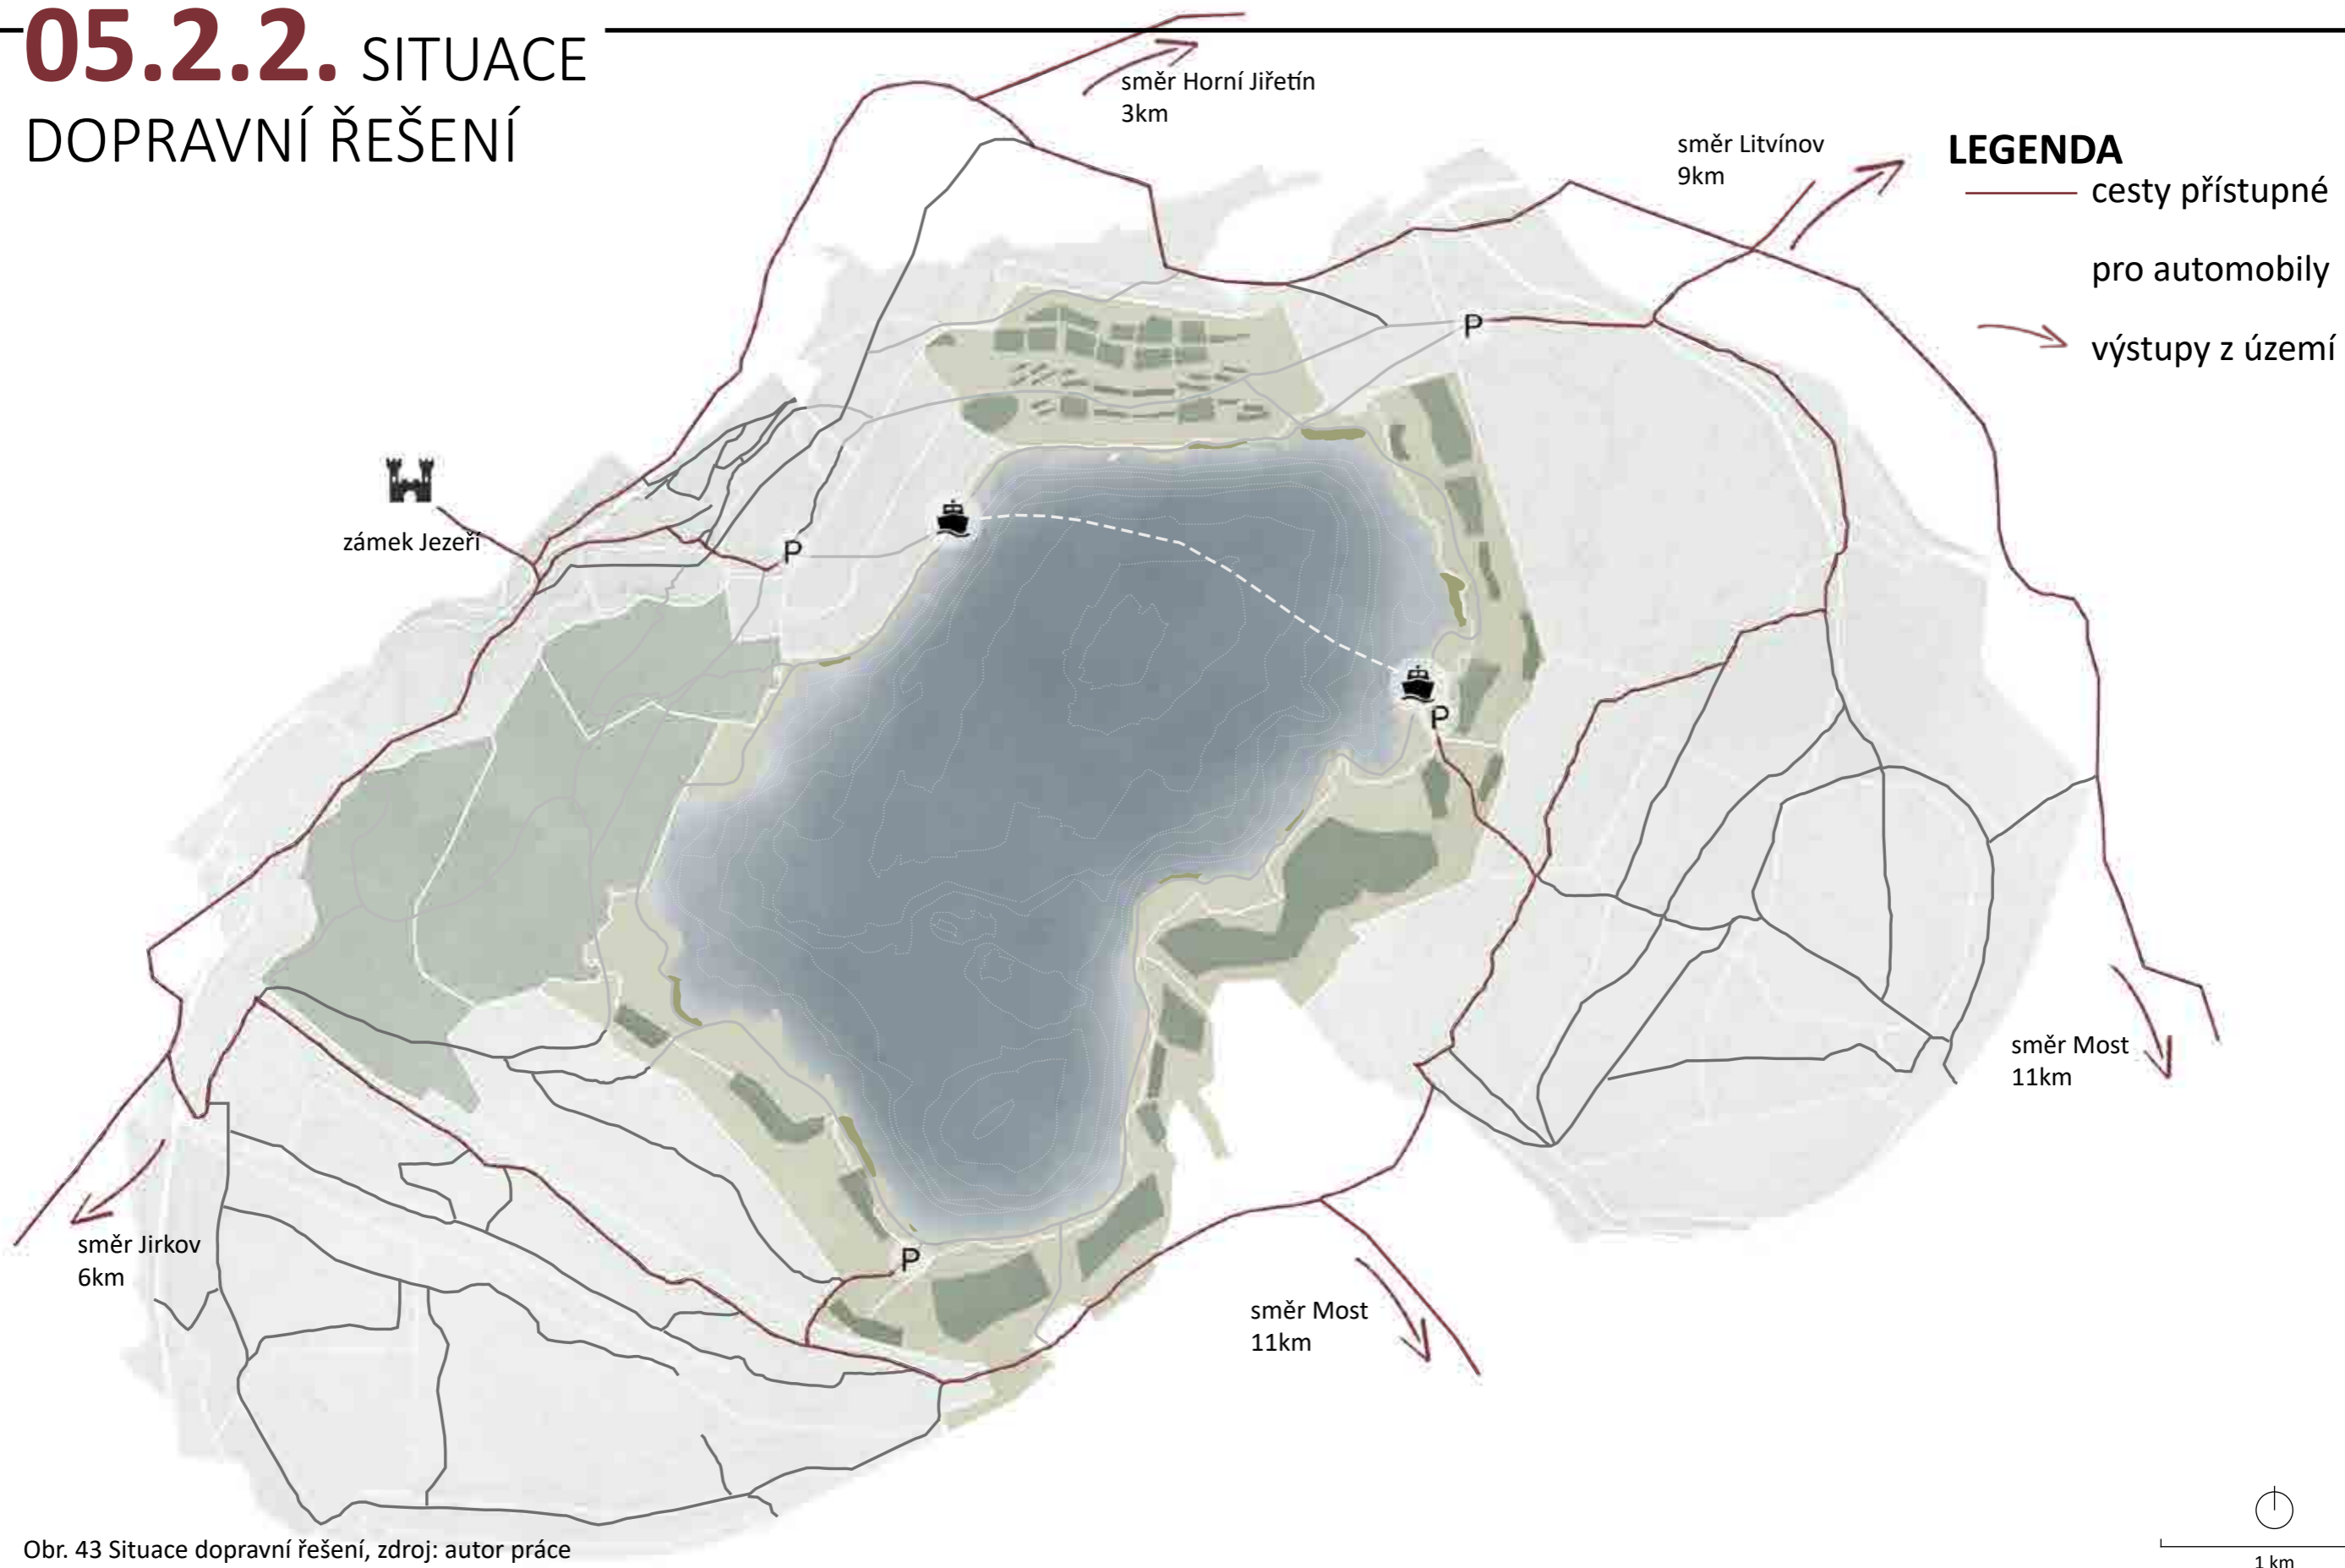 05.2.2. SITUACE
DOPRAVNÍ ŘEŠENÍ
směr Horní Jiřetín
3km
směr Litvínov
9km
LEGENDA
cesty přístupné
pro automobily
výstupy z území
P
zámek Jezeří
P
P
směr Most
11km
směr Jirkov
6km
P
směr Most
11km
Obr. 43 Situace dopravní řešení, zdroj: autor práce
1 km